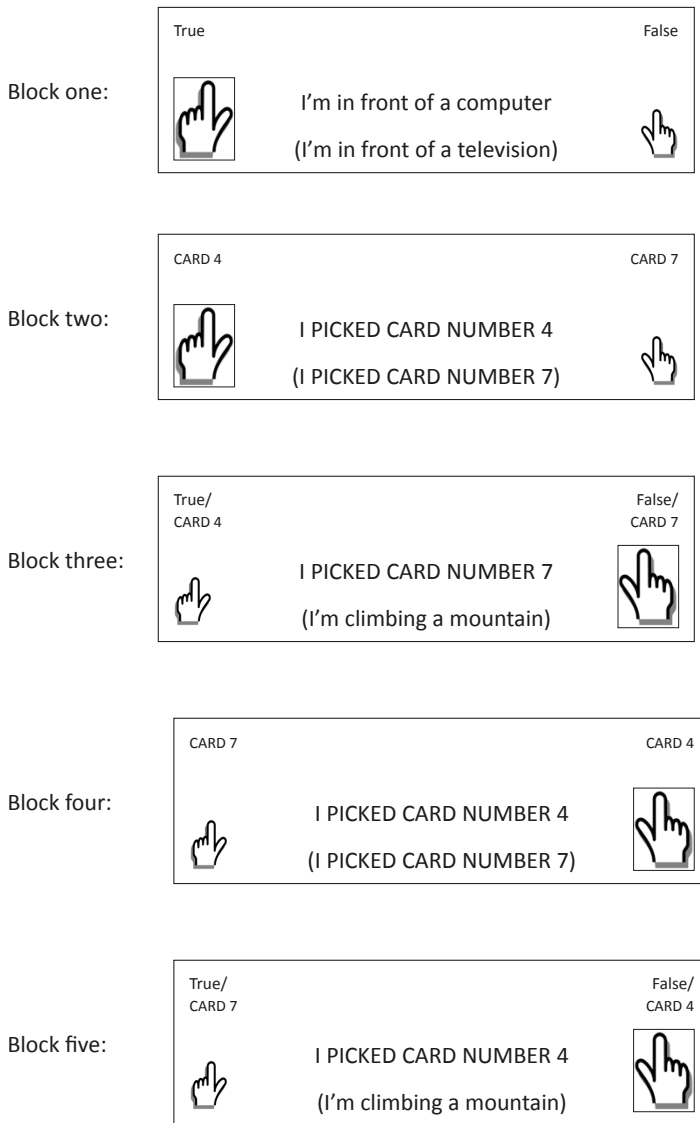 True False
Block one:
I’m in front of a computer
(I’m in front of a television)
CARD 4 CARD 7
Block two:
I PICKED CARD NUMBER 4
(I PICKED CARD NUMBER 7)
True/ False/
CARD 4 CARD 7
Block three:
I PICKED CARD NUMBER 7
(I’m climbing a mountain)
CARD 7 CARD 4
Block four:
I PICKED CARD NUMBER 4
(I PICKED CARD NUMBER 7)
True/ False/
CARD 7 CARD 4
Block five:
I PICKED CARD NUMBER 4
(I’m climbing a mountain)